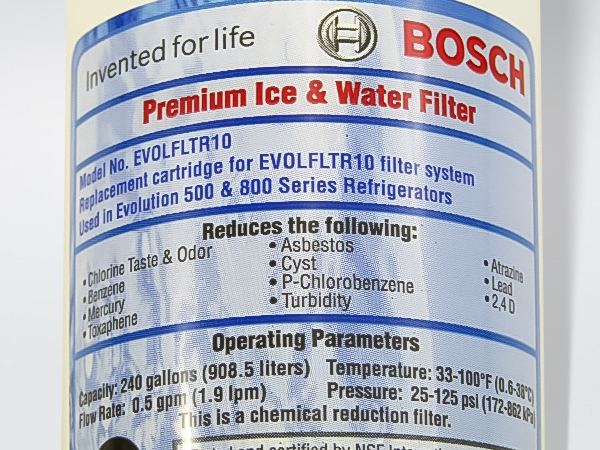 Invented for life BOSCH
Premium Ice & Water Filter
Model No. EVOLFLTR10
Replacement cartridge for EVOLFLTR10 filter system
Used in Evolution 500 & 800 Series Refrigerators
Reduces the following:
• Chlorine Taste & Odor
• Benzene
• Mercury
• Toxaphene
• Asbestos
• Cyst
• P-Chlorobenzene
• Turbidity
• Atrazine
• Lead
• 2,4 D
Operating Parameters
Capacity: 240 gallons (908.5 liters) Temperature: 33-100°F (0.6-38°C)
Flow Rate: 0.5 gpm (1.9 lpm) Pressure: 25-125 psi (172-862 kPa)
This is a chemical reduction filter.
and certified by NSF